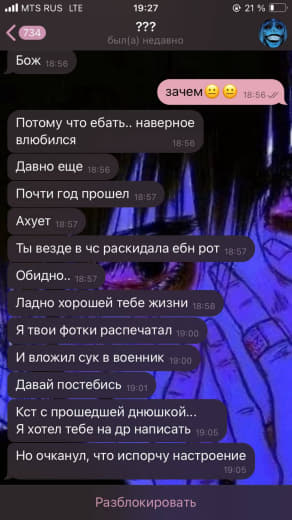 MTS RUS LTE 19:27 21 %
734
???
был(а) недавно
Бож 18:56
зачем😐😐 18:56
Потому что ебать.. наверное
влюбился 18:56
Давно еще 18:56
Почти год прошел 18:57
Ахует 18:57
Ты везде в чс раскидала ебн рот 18:57
Обидно.. 18:57
Ладно хорошей тебе жизни 18:58
Я твои фотки распечатал 19:00
И вложил сук в военник 19:00
Давай постебись 19:01
Кст с прошедшей днюшкой...
Я хотел тебе на др написать 19:05
Но очканул, что испорчу настроение
19:05
Разблокировать